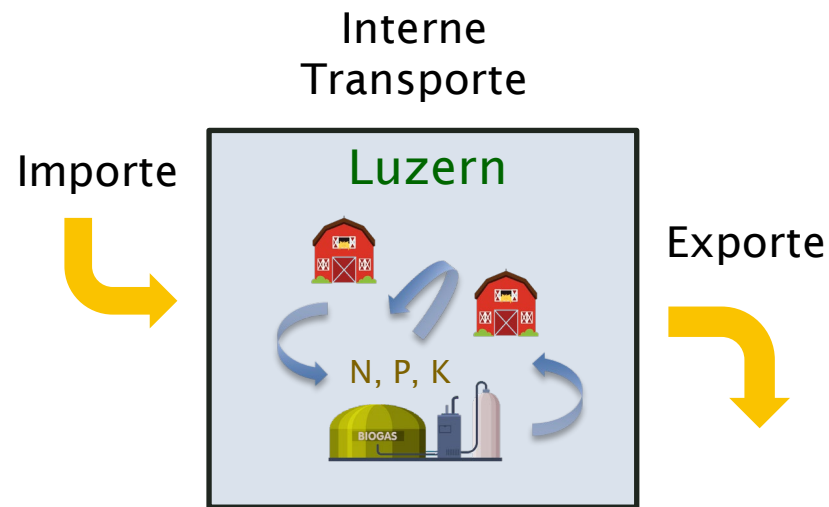 Interne
Transporte
Importe
Luzern
Exporte
N, P, K
BIOGAS